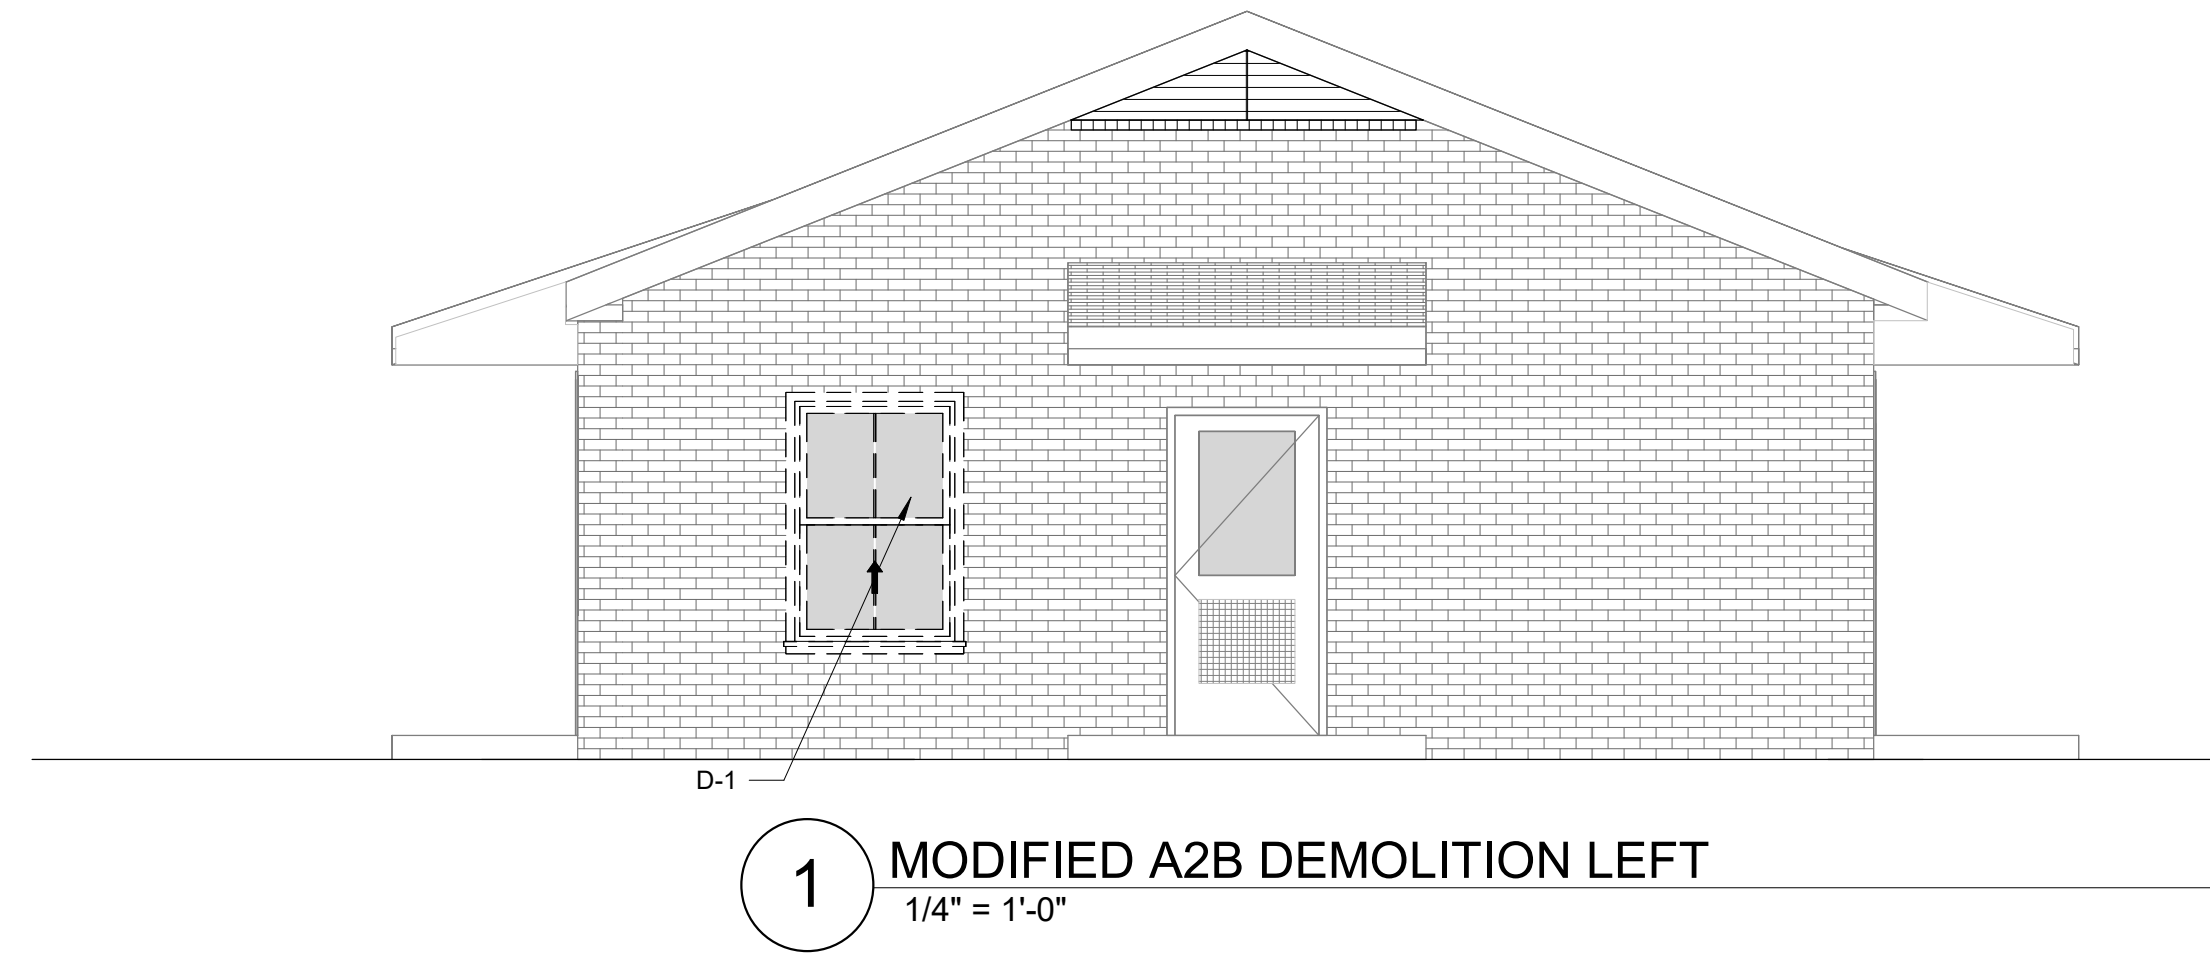 D-1
1
MODIFIED A2B DEMOLITION LEFT
1/4" = 1'-0"